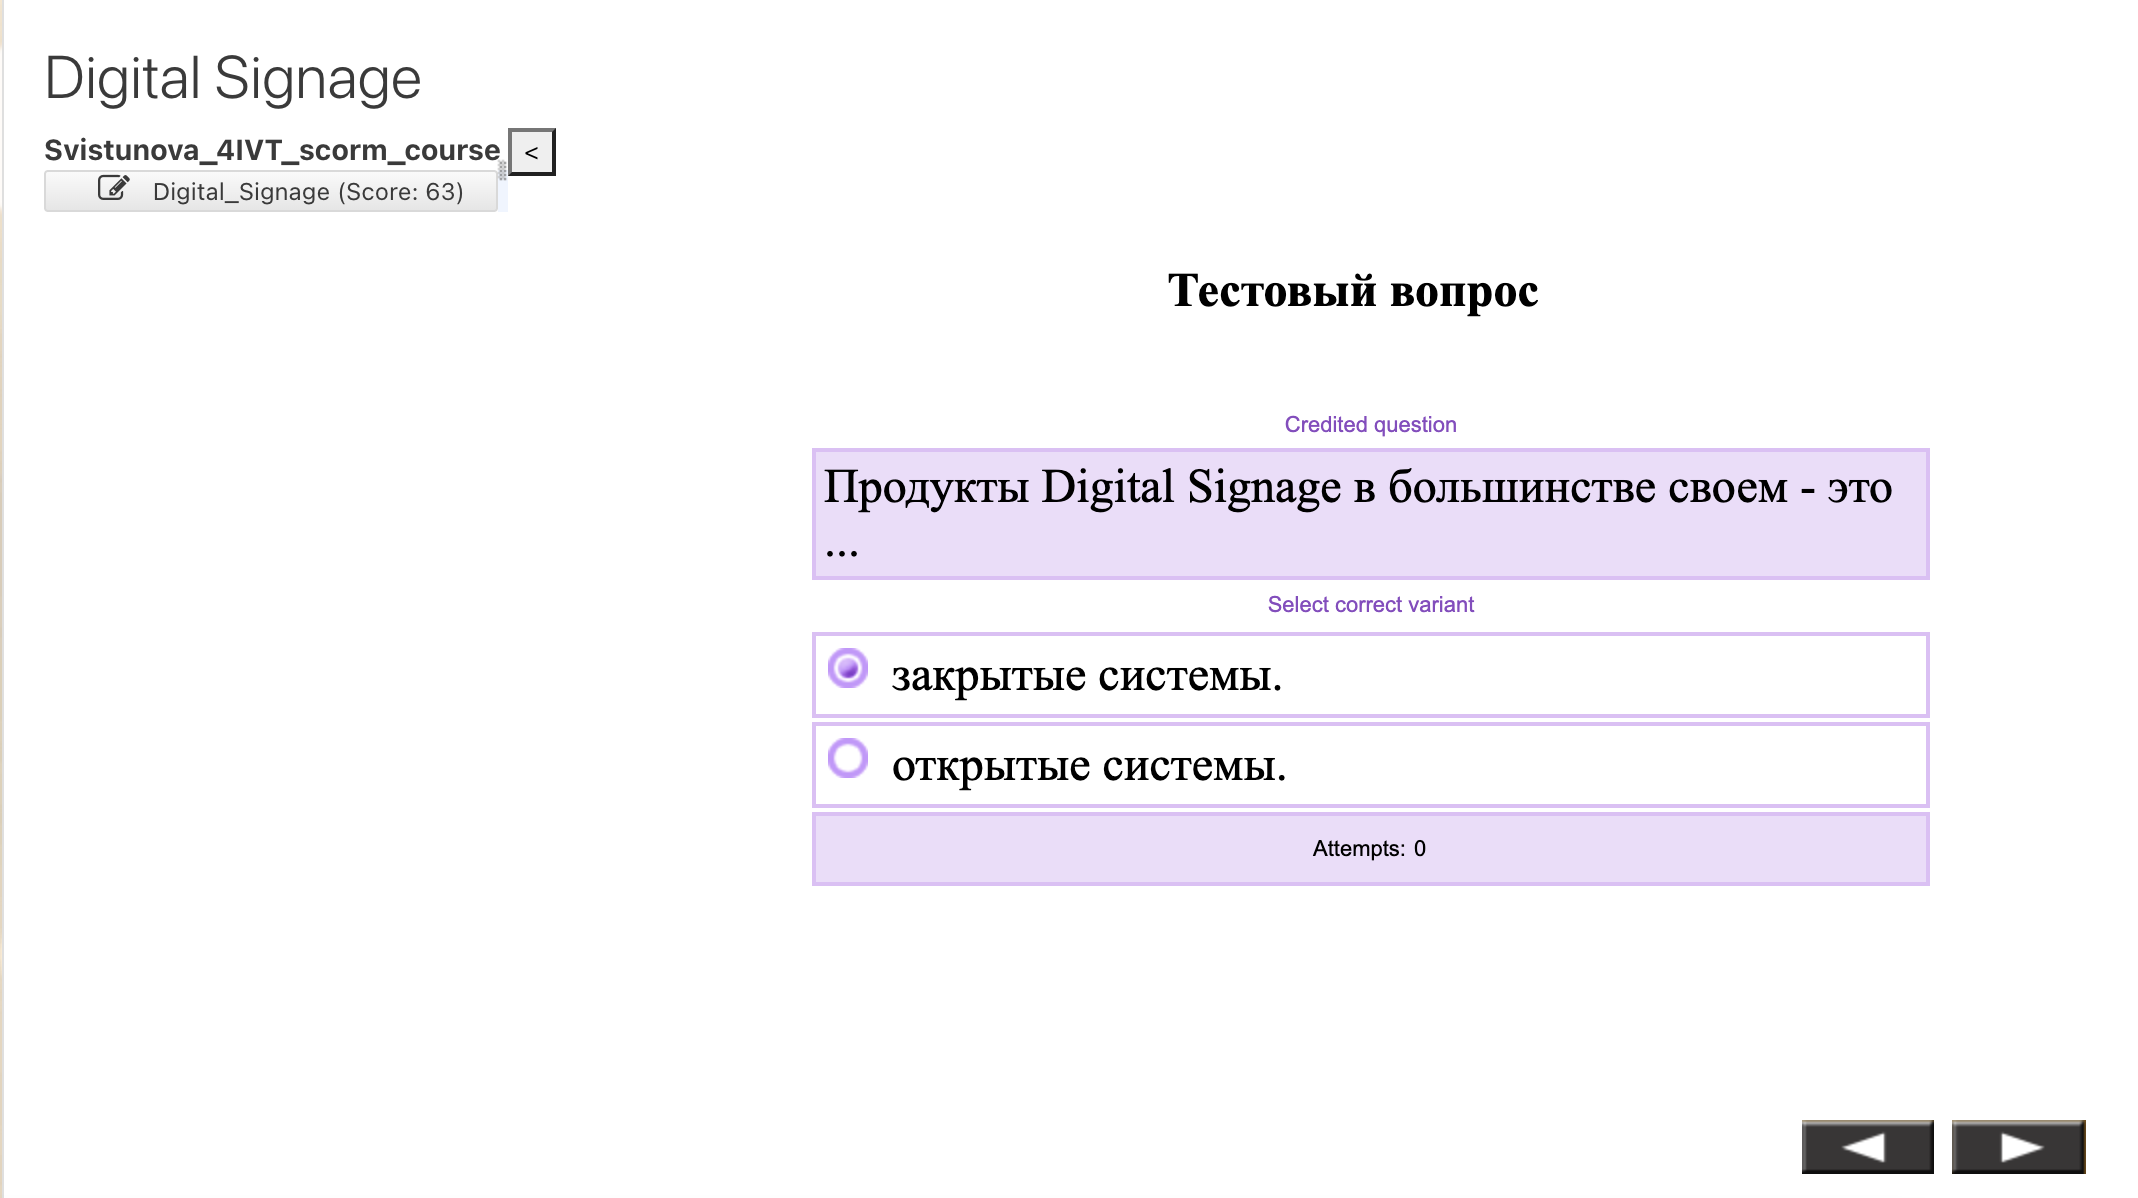 Digital Signage
Svistunova_4IVT_scorm_course
<
Digital_Signage (Score: 63)
Тестовый вопрос
Credited question
Продукты Digital Signage в большинстве своем - это
...
Select correct variant
закрытые системы.
открытые системы.
Attempts: 0